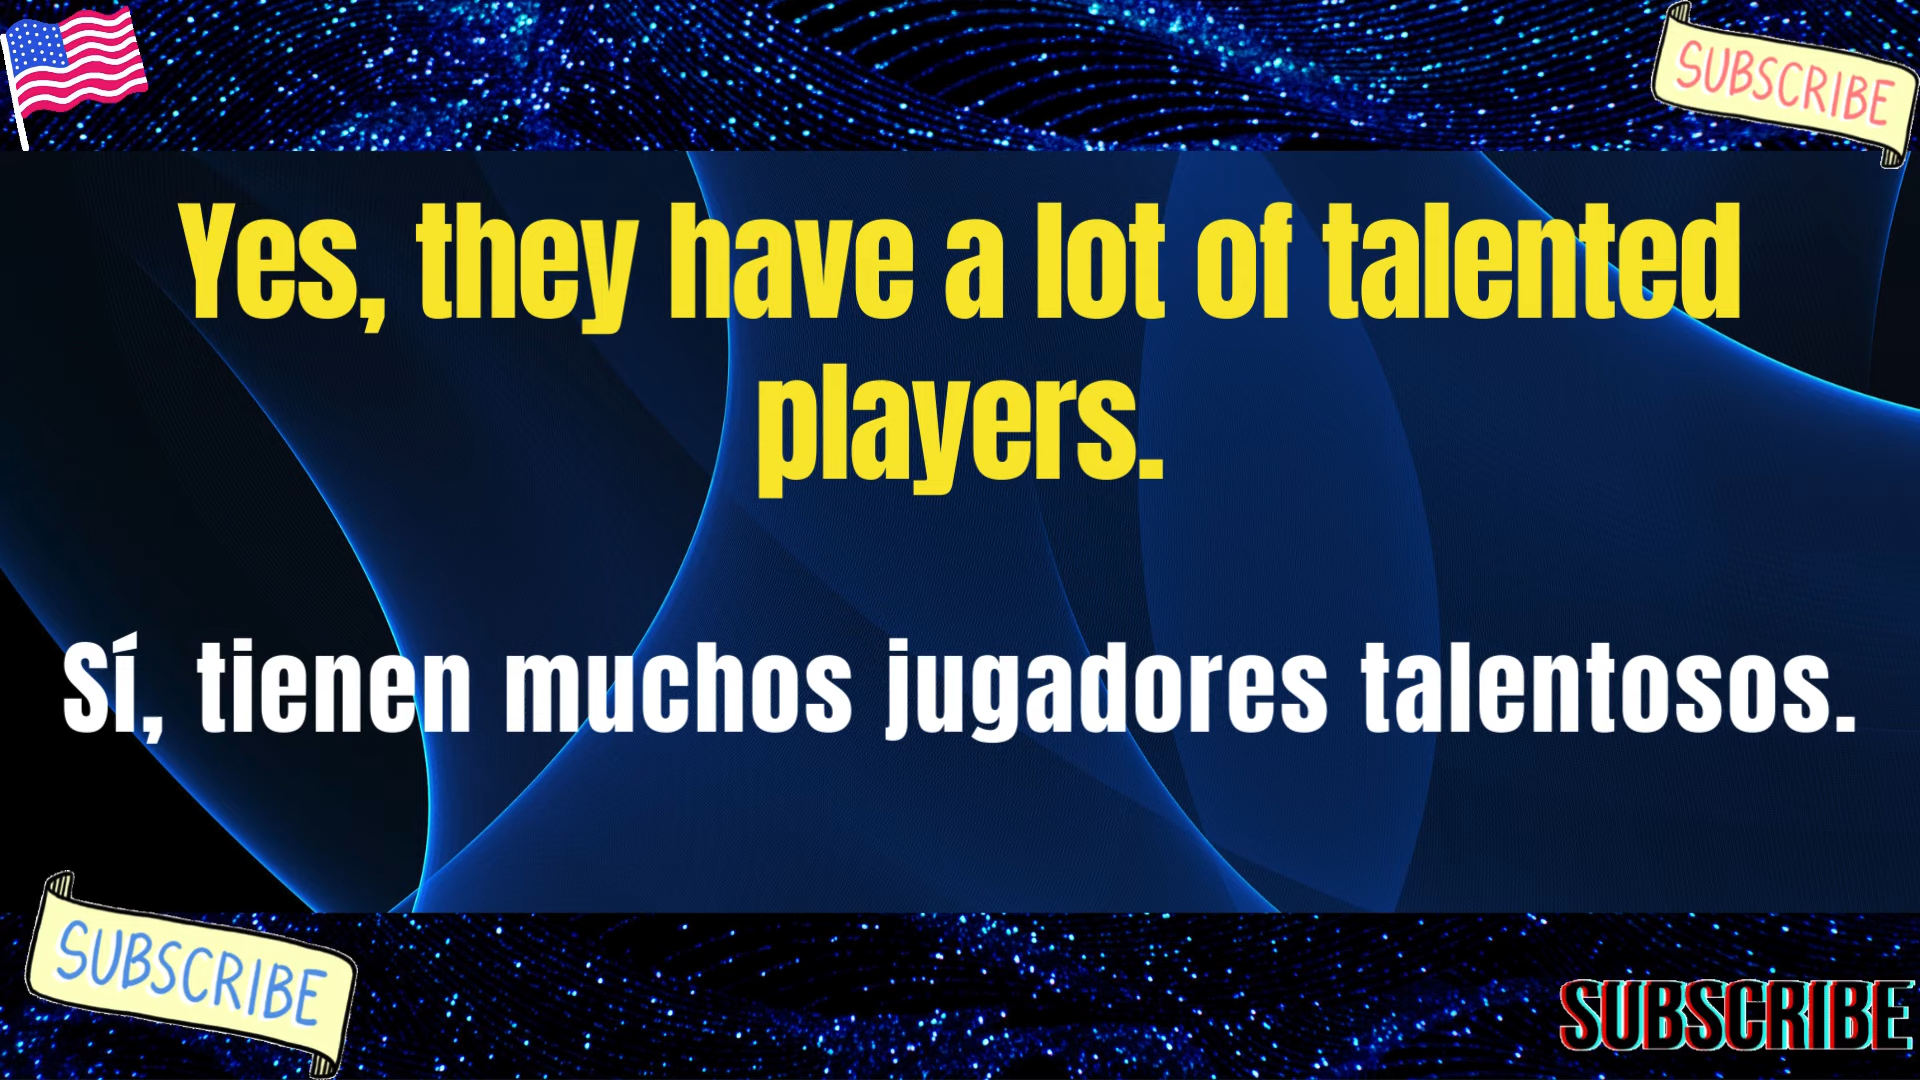 SUBSCRIBE
Yes, they have a lot of talented
players.
Sí, tienen muchos jugadores talentosos.
SUBSCRIBE
SUBSCRIBE